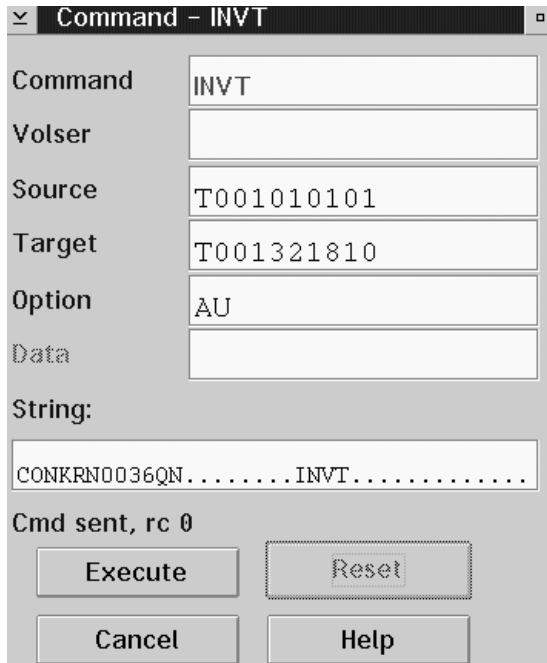 Command - INVT
Command INVT
Volser
Source T001010101
Target T001321810
Option AU
Data
String:
CONKRN0036QN........INVT.............
Cmd sent, rc 0
Execute Reset
Cancel Help